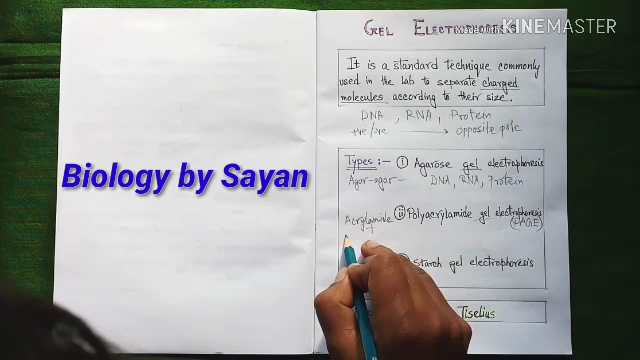 KINEMASTER
GEL ELECTROPHORESIS
It is a standard technique commonly
used in the lab to separate charged
molecules according to their size.
DNA, RNA, Protein
+ve/-ve → opposite pole
Types :- (i) Agarose gel electrophoresis
Agar-agar — DNA, RNA, Protein
Biology by Sayan
Acrylamide (ii) Polyacrylamide gel electrophoresis
+ (PAGE)
Starch gel electrophoresis
Tiselius